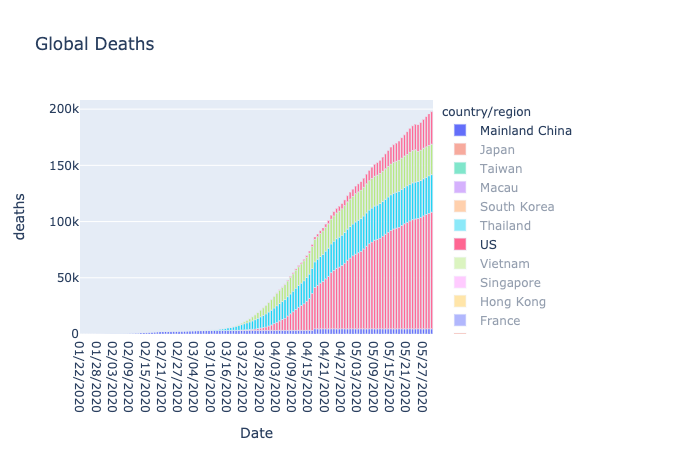 Global Deaths
deaths
200k
150k
100k
50k
0
01/22/2020
01/28/2020
02/03/2020
02/09/2020
02/15/2020
02/21/2020
02/27/2020
03/04/2020
03/10/2020
03/16/2020
03/22/2020
03/28/2020
04/03/2020
04/09/2020
04/15/2020
04/21/2020
04/27/2020
05/03/2020
05/09/2020
05/15/2020
05/21/2020
05/27/2020
Date
country/region
Mainland China
Japan
Taiwan
Macau
South Korea
Thailand
US
Vietnam
Singapore
Hong Kong
France